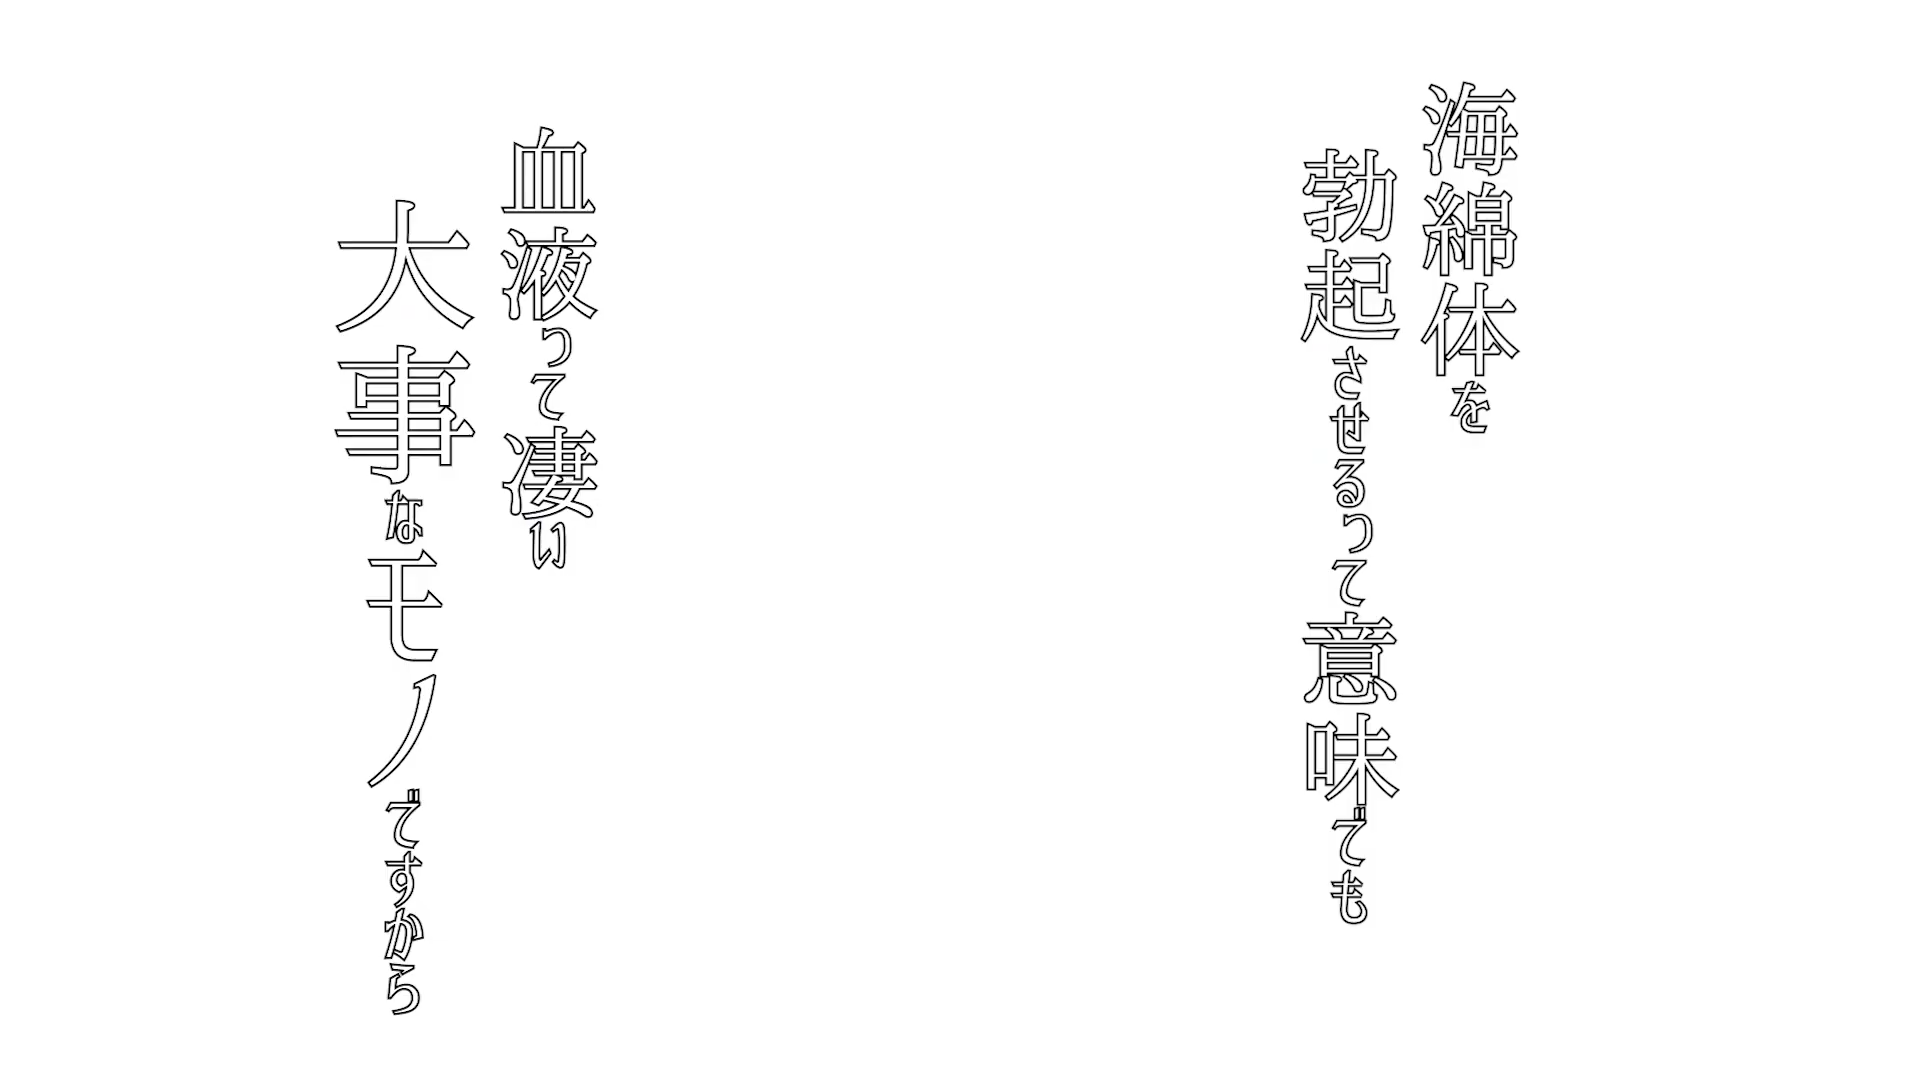 海綿体を
勃起させるって意味でも
血液って凄い
大事なモノですから